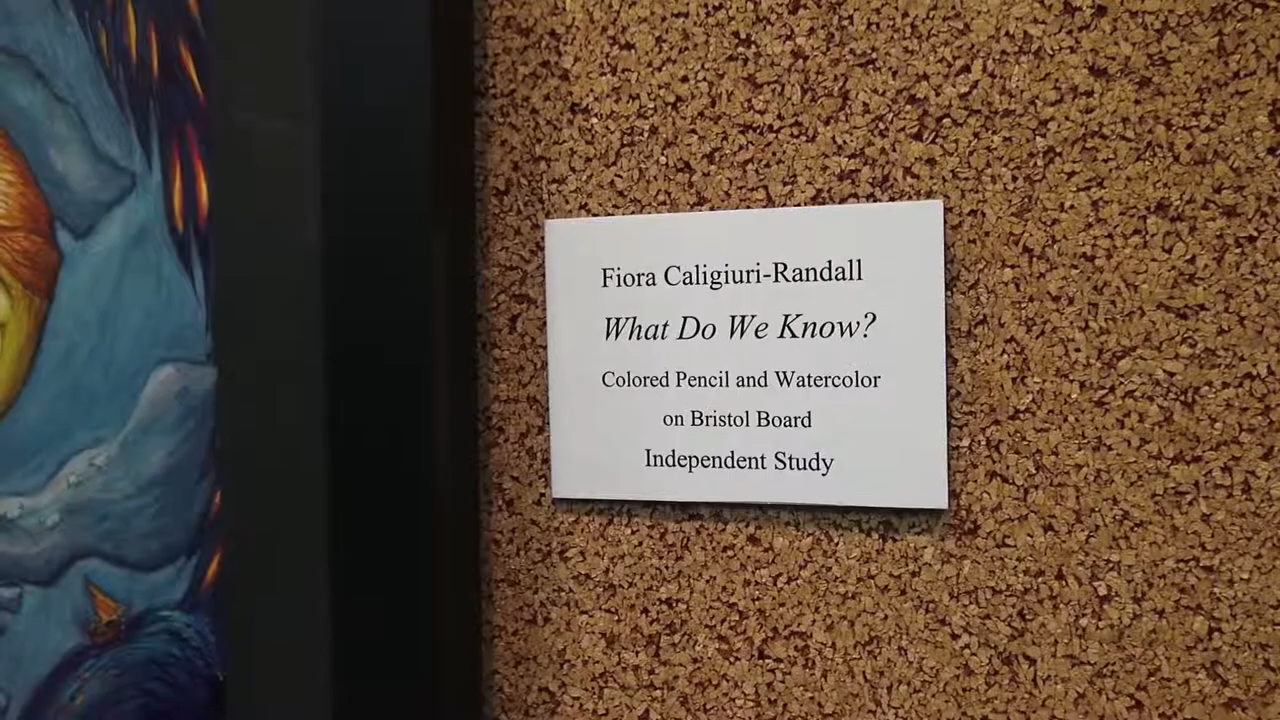 Fiora Caligiuri-Randall
What Do We Know?
Colored Pencil and Watercolor
on Bristol Board
Independent Study